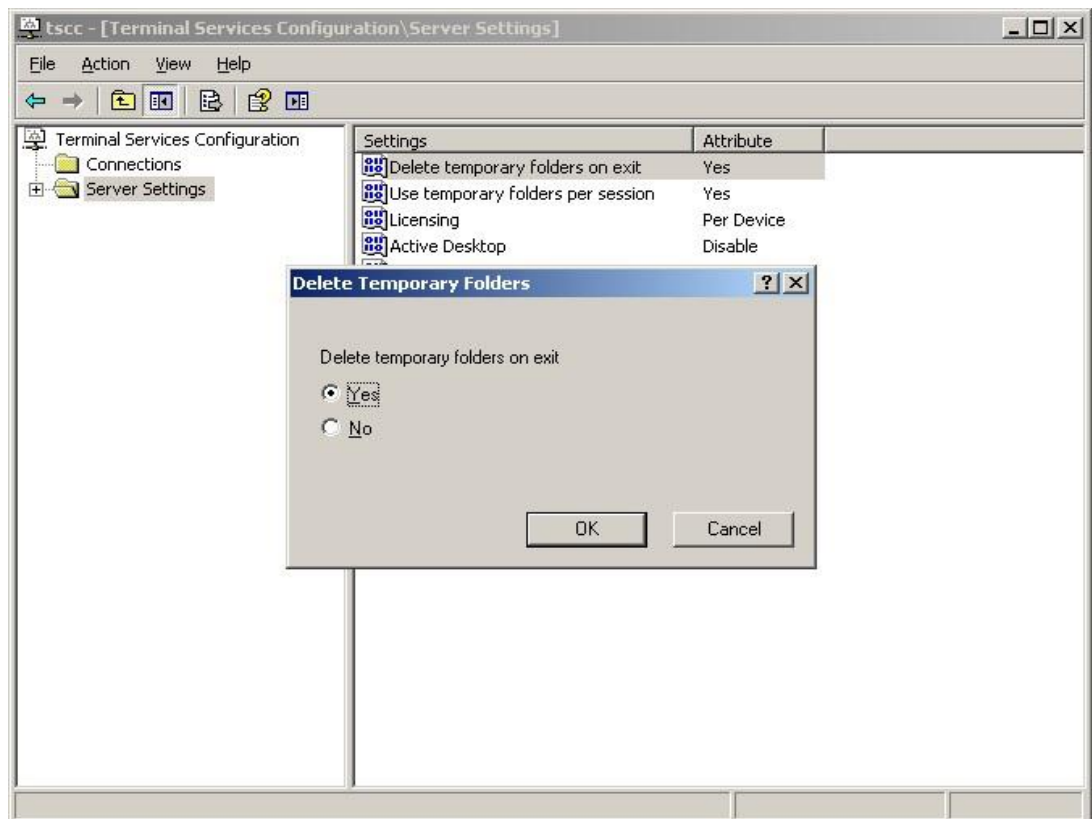 tscc - [Terminal Services Configuration\Server Settings]
File Action View Help
Terminal Services Configuration
Connections
Server Settings
Settings Attribute
Delete temporary folders on exit Yes
Use temporary folders per session Yes
Licensing Per Device
Active Desktop Disable
Delete Temporary Folders
Delete temporary folders on exit
Yes
No
OK Cancel